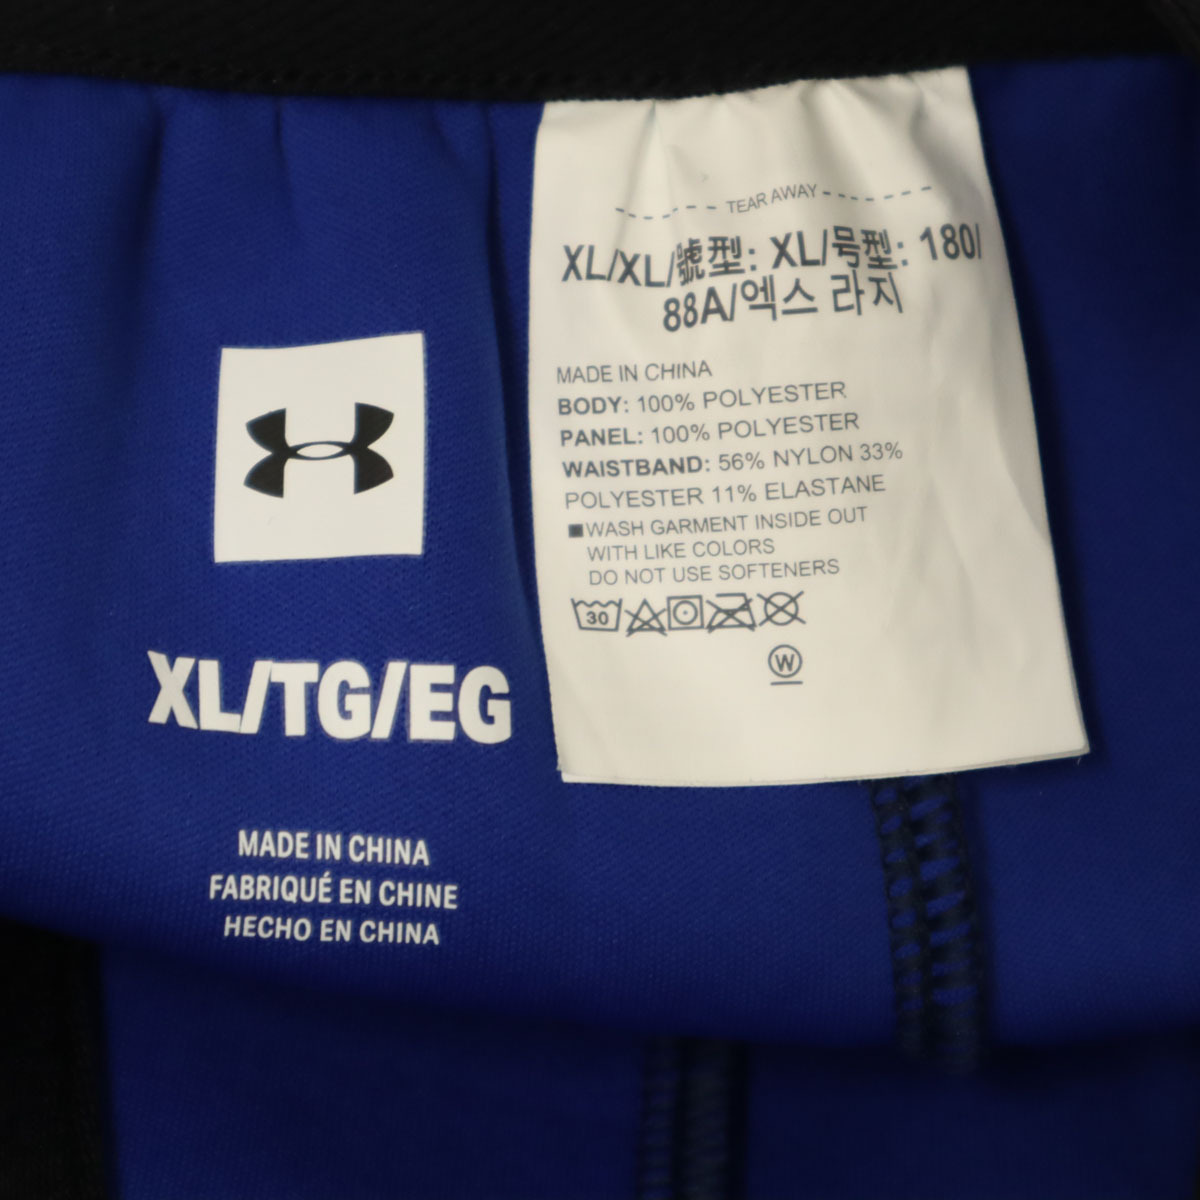 TEAR AWAY
XL/XL/號型: XL/号型: 180/
88A/엑스 라지
MADE IN CHINA
BODY: 100% POLYESTER
PANEL: 100% POLYESTER
WAISTBAND: 56% NYLON 33%
POLYESTER 11% ELASTANE
WASH GARMENT INSIDE OUT
WITH LIKE COLORS
DO NOT USE SOFTENERS
30
W
XL/TG/EG
MADE IN CHINA
FABRIQUÉ EN CHINE
HECHO EN CHINA